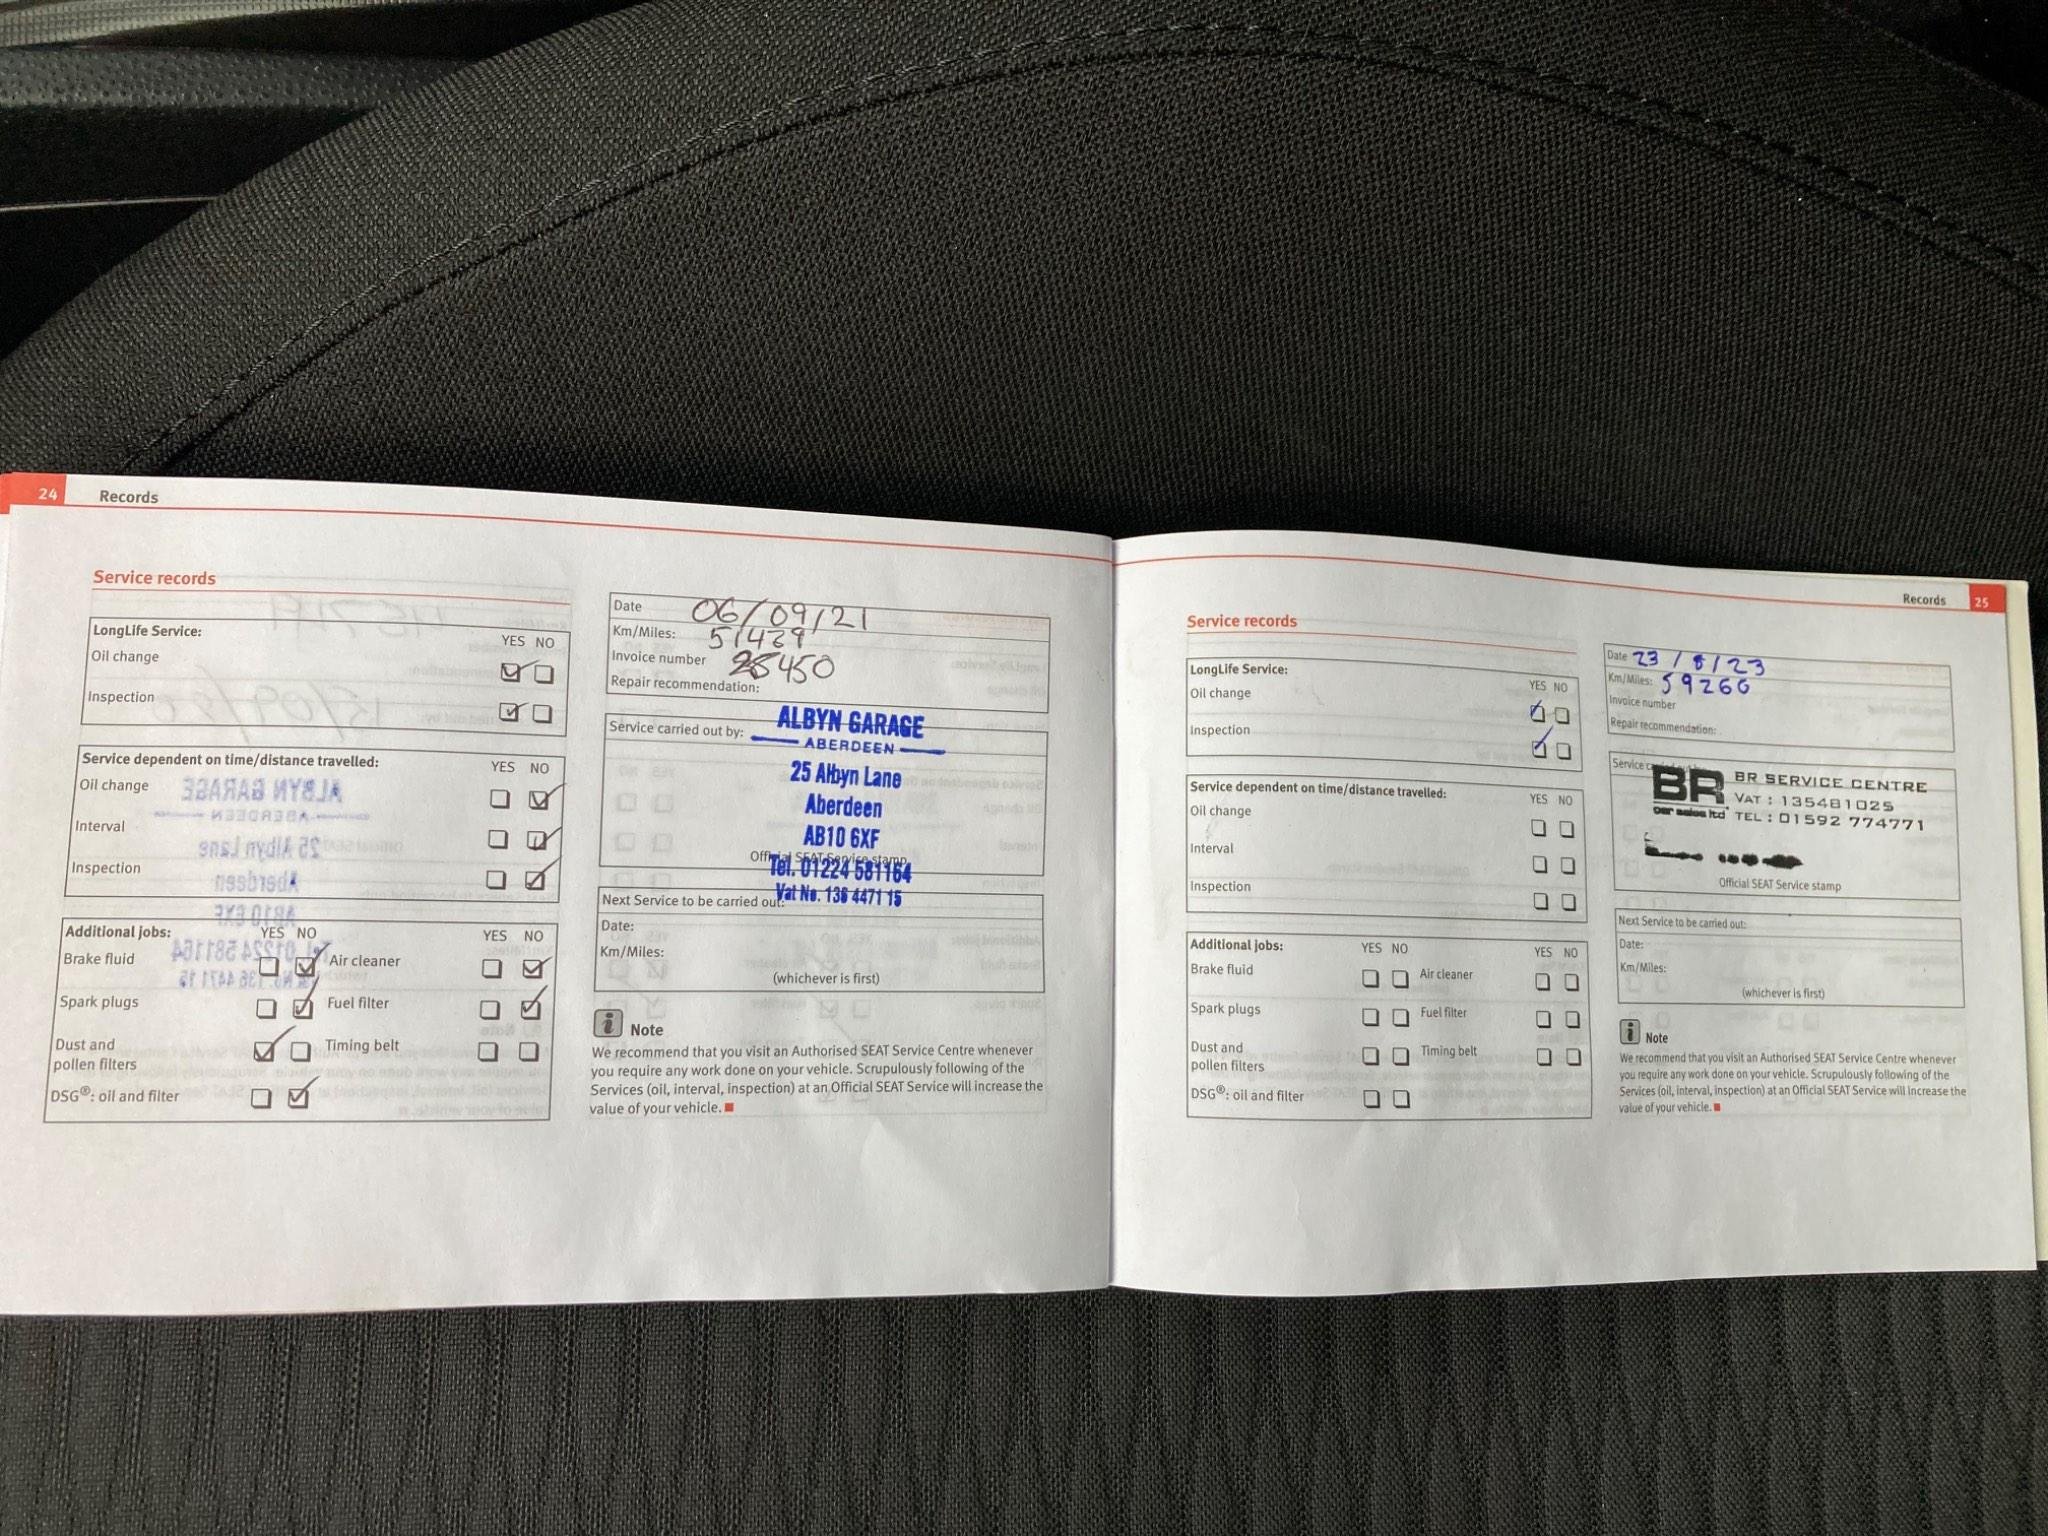 24 Records
Service records
LongLife Service:
YES NO
Oil change
Inspection
Service dependent on time/distance travelled:
YES NO
Oil change
Interval
Inspection
Additional jobs:
YES NO
YES NO
Brake fluid
Air cleaner
Spark plugs
Fuel filter
Dust and
pollen filters
Timing belt
DSG®: oil and filter
Date 06/09/21
Km/Miles: 51439
Invoice number 25450
Repair recommendation:
Service carried out by:
ALBYN GARAGE
ABERDEEN
25 Albyn Lane
Aberdeen
AB10 6XF
Official SEAT Service stamp
Tel. 01224 581164
Vat No. 136 4471 15
Next Service to be carried out:
Date:
Km/Miles:
(whichever is first)
i Note
We recommend that you visit an Authorised SEAT Service Centre whenever
you require any work done on your vehicle. Scrupulously following of the
Services (oil, interval, inspection) at an Official SEAT Service will increase the
value of your vehicle.
Records 25
Service records
LongLife Service:
YES NO
Oil change
Inspection
Service dependent on time/distance travelled:
YES NO
Oil change
Interval
Inspection
Additional jobs:
YES NO
YES NO
Brake fluid
Air cleaner
Spark plugs
Fuel filter
Dust and
pollen filters
Timing belt
DSG®: oil and filter
Date 23/8/23
Km/Miles: 59266
Invoice number
Repair recommendation:
Service
BR
car sales ltd
BR SERVICE CENTRE
VAT : 135481025
TEL : 01592 774771
Official SEAT Service stamp
Next Service to be carried out:
Date:
Km/Miles:
(whichever is first)
i Note
We recommend that you visit an Authorised SEAT Service Centre whenever
you require any work done on your vehicle. Scrupulously following of the
Services (oil, interval, inspection) at an Official SEAT Service will increase the
value of your vehicle.